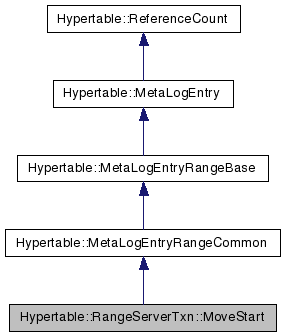 Hypertable::ReferenceCount
Hypertable::MetaLogEntry
Hypertable::MetaLogEntryRangeBase
Hypertable::MetaLogEntryRangeCommon
Hypertable::RangeServerTxn::MoveStart